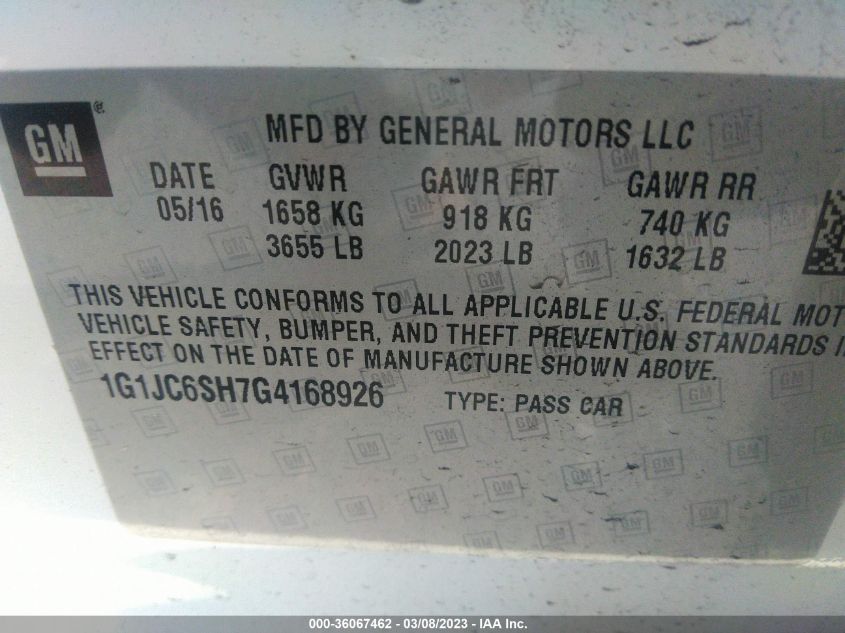 GM ®
MFD BY GENERAL MOTORS LLC
DATE GVWR GAWR FRT GAWR RR
05/16 1658 KG 918 KG 740 KG
3655 LB 2023 LB 1632 LB
THIS VEHICLE CONFORMS TO ALL APPLICABLE U.S. FEDERAL MOT
VEHICLE SAFETY, BUMPER, AND THEFT PREVENTION STANDARDS I
EFFECT ON THE DATE OF MANUFACTURE SHOWN ABOVE.
1G1JC6SH7G4168926 TYPE: PASS CAR
000-36067462 - 03/08/2023 - IAA Inc.